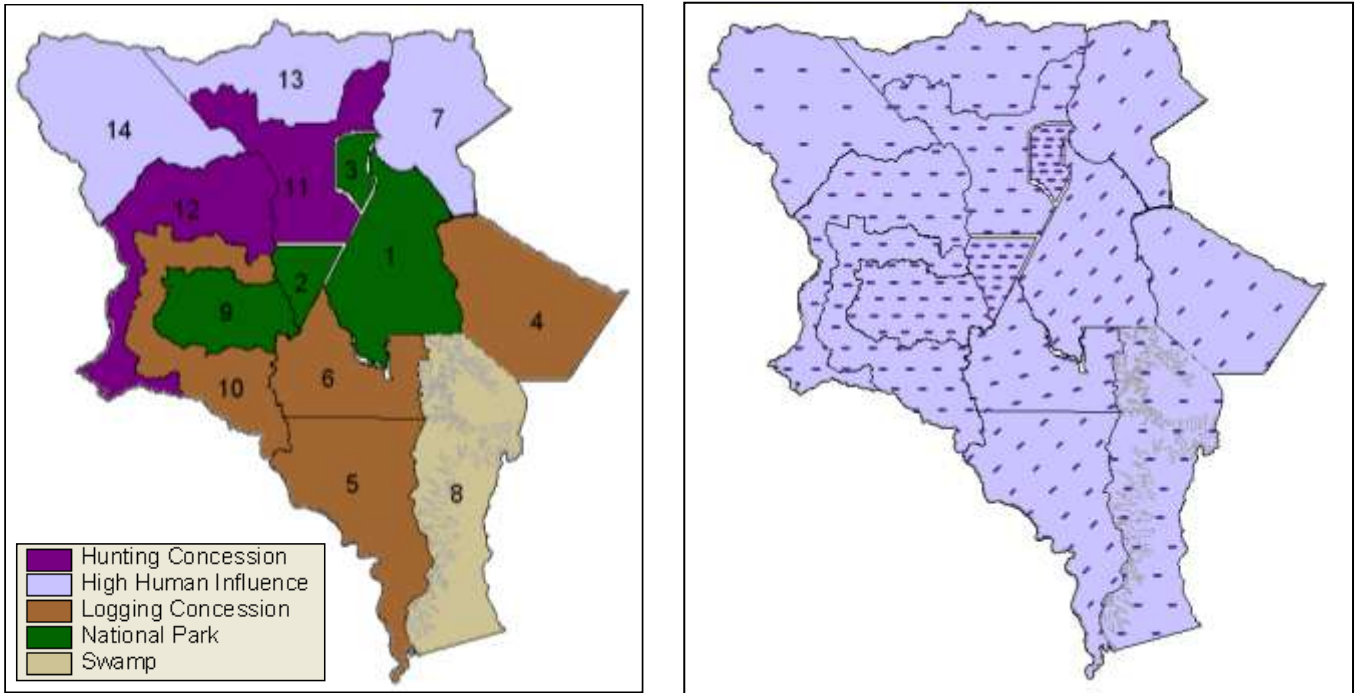 13
14
7
3
11
12
1
2
9
4
6
10
5
8
Hunting Concession
High Human Influence
Logging Concession
National Park
Swamp